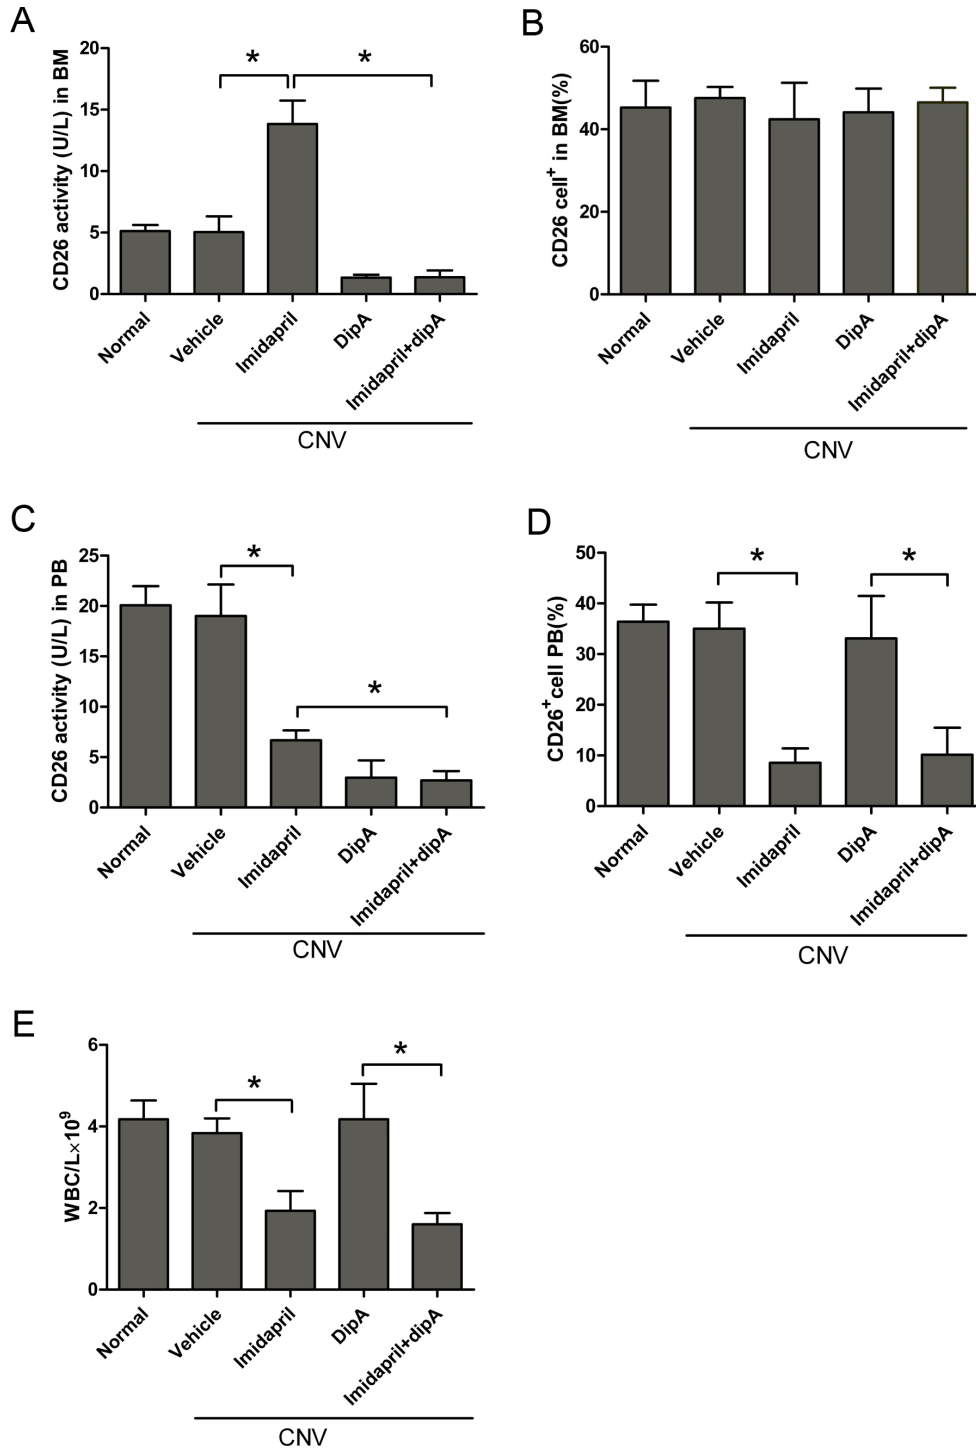 A
CD26 activity (U/L) in BM
20
15
10
5
0
*
*
Normal
Vehicle
Imidapril
DipA
Imidapril+dipA
CNV
B
CD26 cell⁺ in BM(%)
60
40
20
0
Normal
Vehicle
Imidapril
DipA
Imidapril+dipA
CNV
C
CD26 activity (U/L) in PB
25
20
15
10
5
0
*
*
Normal
Vehicle
Imidapril
DipA
Imidapril+dipA
CNV
D
CD26⁺cell PB(%)
50
40
30
20
10
0
*
*
Normal
Vehicle
Imidapril
DipA
Imidapril+dipA
CNV
E
WBC/L×10⁹
6
4
2
0
*
*
Normal
Vehicle
Imidapril
DipA
Imidapril+dipA
CNV